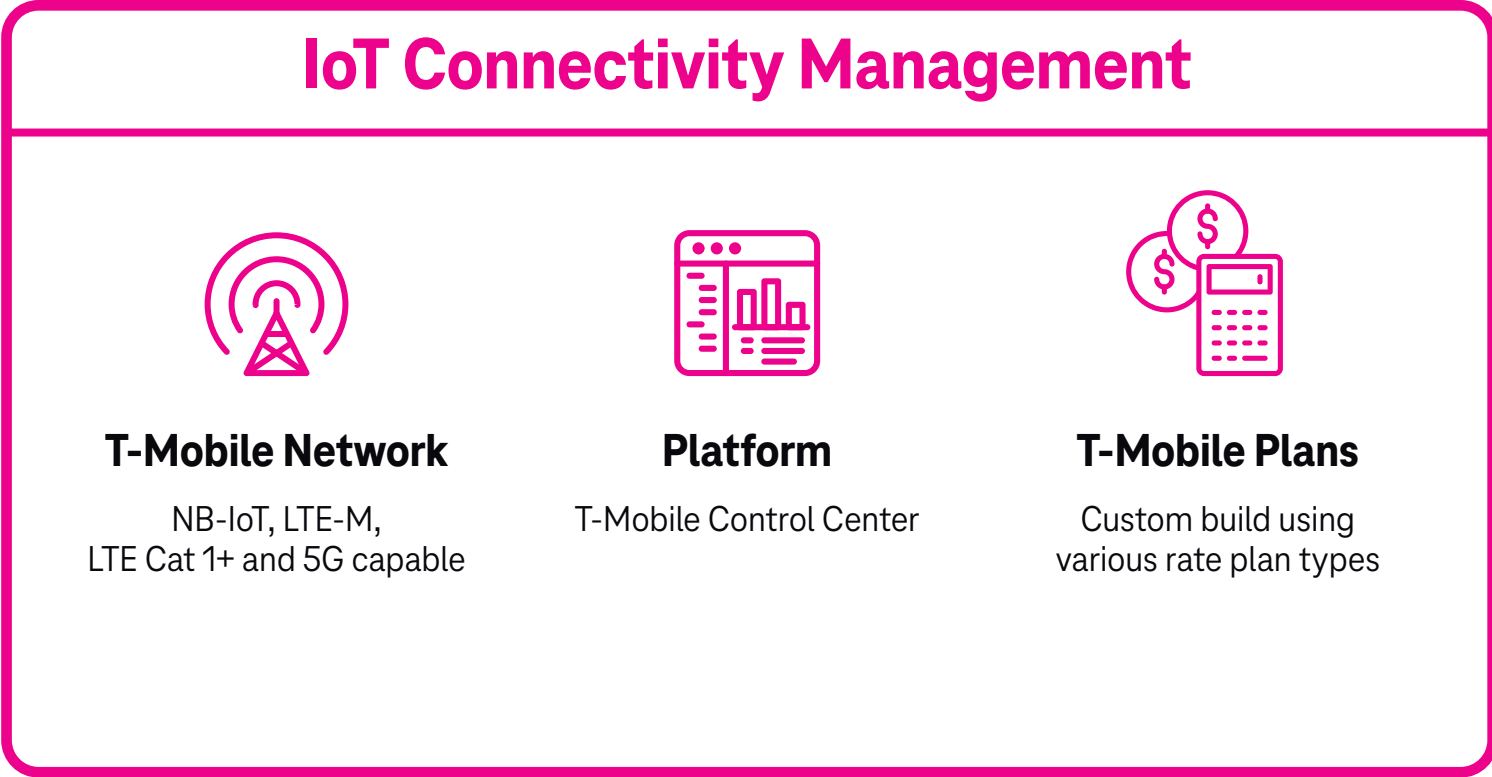 IoT Connectivity Management
T-Mobile Network
NB-IoT, LTE-M,
LTE Cat 1+ and 5G capable
Platform
T-Mobile Control Center
$
$
T-Mobile Plans
Custom build using
various rate plan types